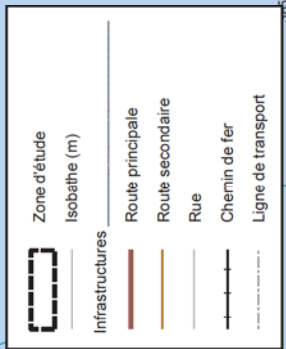 Zone d'étude
Isobathe (m)
Infrastructures
Route principale
Route secondaire
Rue
Chemin de fer
Ligne de transport